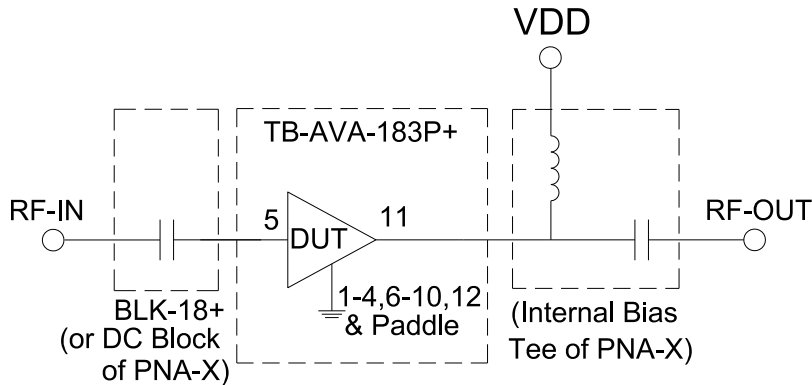 VDD
TB-AVA-183P+
RF-IN
5
DUT
11
RF-OUT
1-4,6-10,12
& Paddle
BLK-18+
(or DC Block
of PNA-X)
(Internal Bias
Tee of PNA-X)